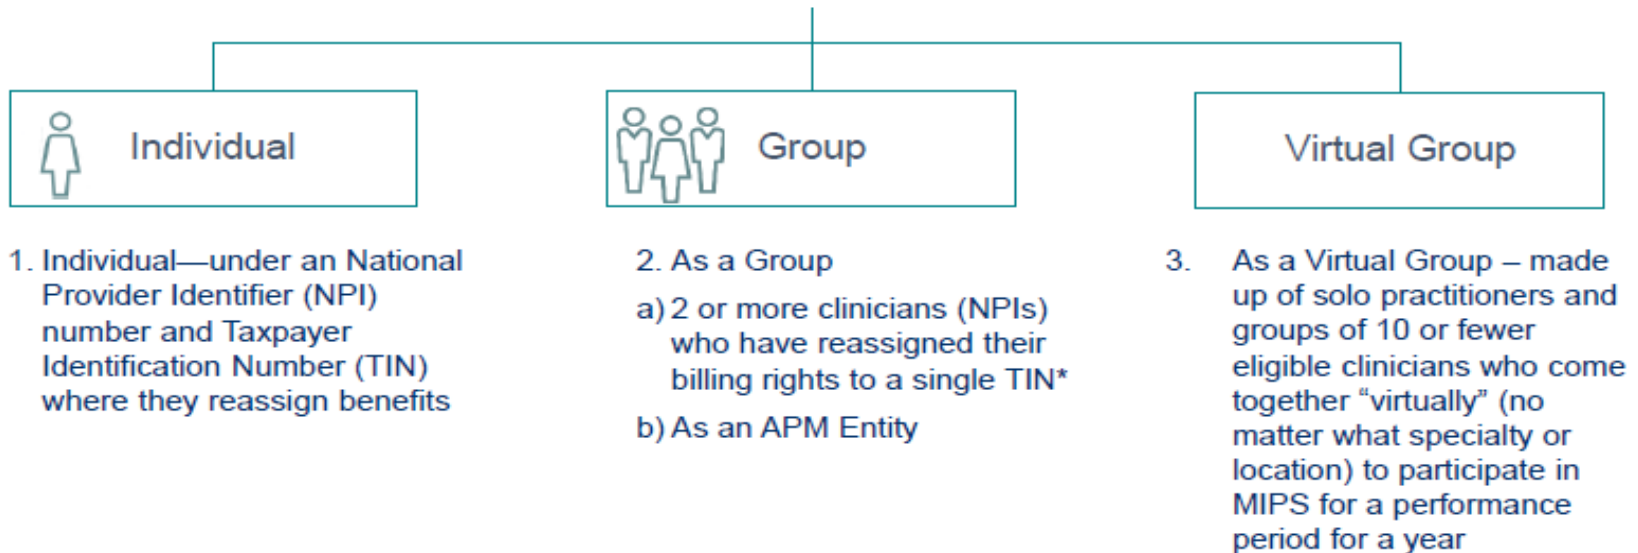 Individual
Group
Virtual Group
1. Individual—under an National
Provider Identifier (NPI)
number and Taxpayer
Identification Number (TIN)
where they reassign benefits
2. As a Group
a) 2 or more clinicians (NPIs)
who have reassigned their
billing rights to a single TIN*
b) As an APM Entity
3. As a Virtual Group – made
up of solo practitioners and
groups of 10 or fewer
eligible clinicians who come
together “virtually” (no
matter what specialty or
location) to participate in
MIPS for a performance
period for a year